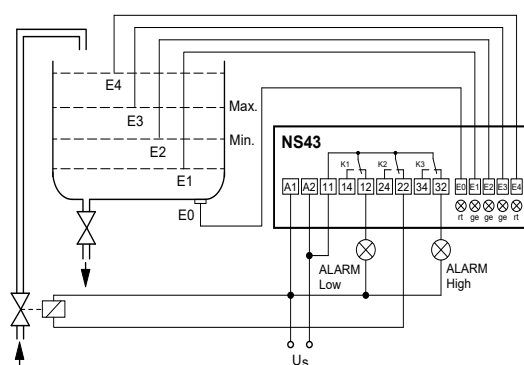 E4
E3
Max.
E2
Min.
E1
E0
NS43
K1 K2 K3
A1 A2 11 14 12 24 22 34 32 E0 E1 E2 E3 E4
rt ge ge ge rt
ALARM
Low
ALARM
High
Us